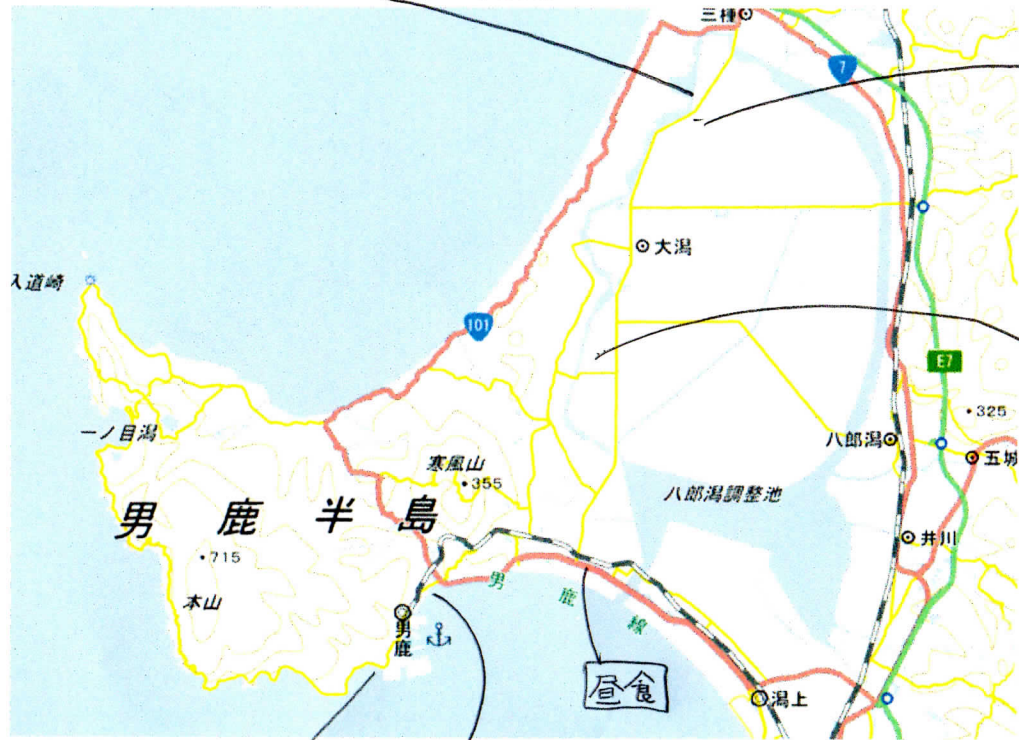 三種
7
大潟
入道崎
101
E7
325
一ノ目潟
八郎潟
五城
寒風山
355
八郎潟調整池
男鹿半島
井川
715
男鹿線
本山
男鹿
昼食
潟上